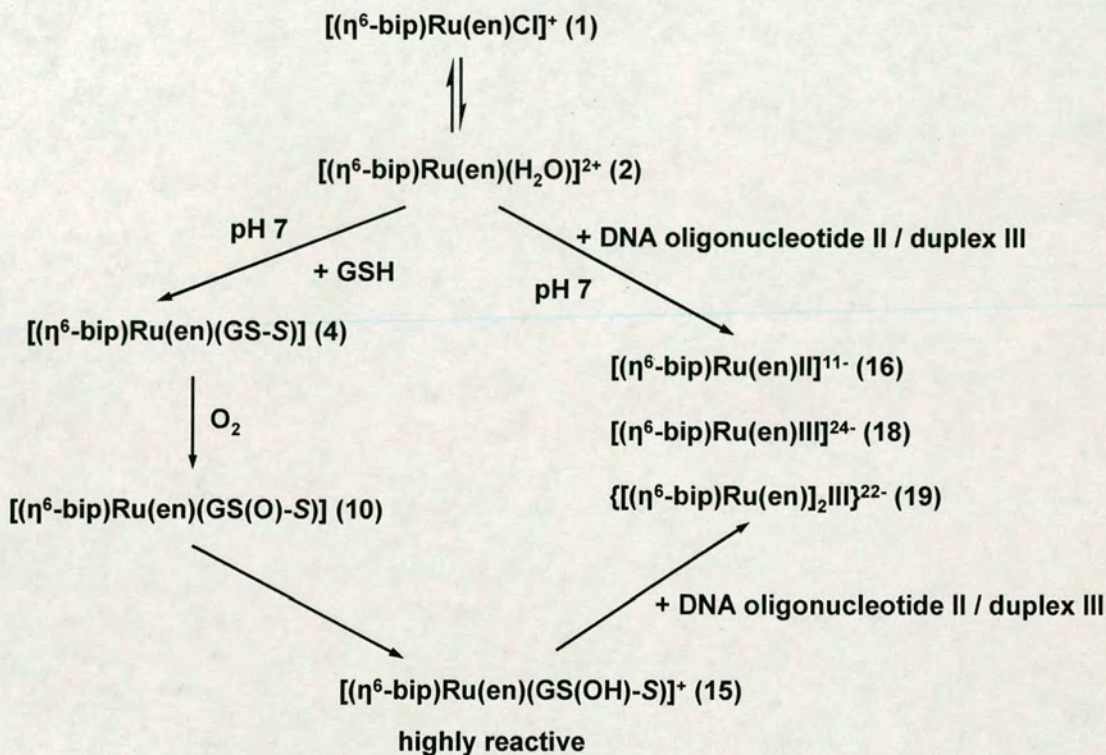 [(η⁶-bip)Ru(en)Cl]⁺ (1)
[(η⁶-bip)Ru(en)(H₂O)]²⁺ (2)
pH 7
+ GSH
+ DNA oligonucleotide II / duplex III
pH 7
[(η⁶-bip)Ru(en)(GS-S)] (4)
O₂
[(η⁶-bip)Ru(en)II]¹¹⁻ (16)
[(η⁶-bip)Ru(en)III]²⁴⁻ (18)
[(η⁶-bip)Ru(en)(GS(O)-S)] (10)
{[(η⁶-bip)Ru(en)]₂III}²²⁻ (19)
+ DNA oligonucleotide II / duplex III
[(η⁶-bip)Ru(en)(GS(OH)-S)]⁺ (15)
highly reactive